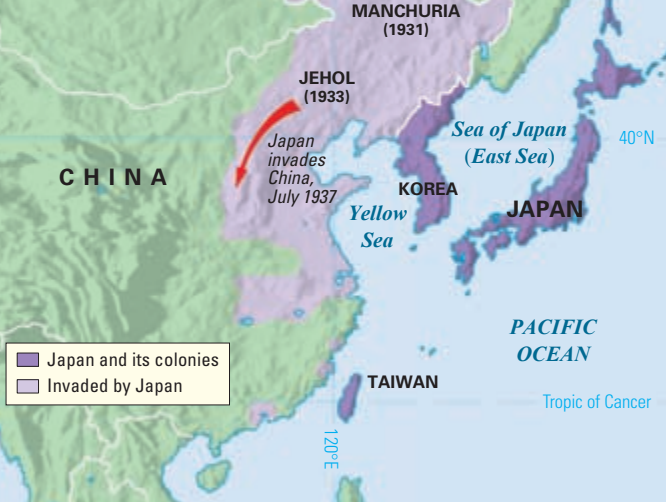 MANCHURIA
(1931)
JEHOL
(1933)
Japan
invades
China,
July 1937
CHINA
Sea of Japan
(East Sea)
40°N
KOREA
JAPAN
Yellow
Sea
PACIFIC
OCEAN
Japan and its colonies
Invaded by Japan
TAIWAN
Tropic of Cancer
120°E